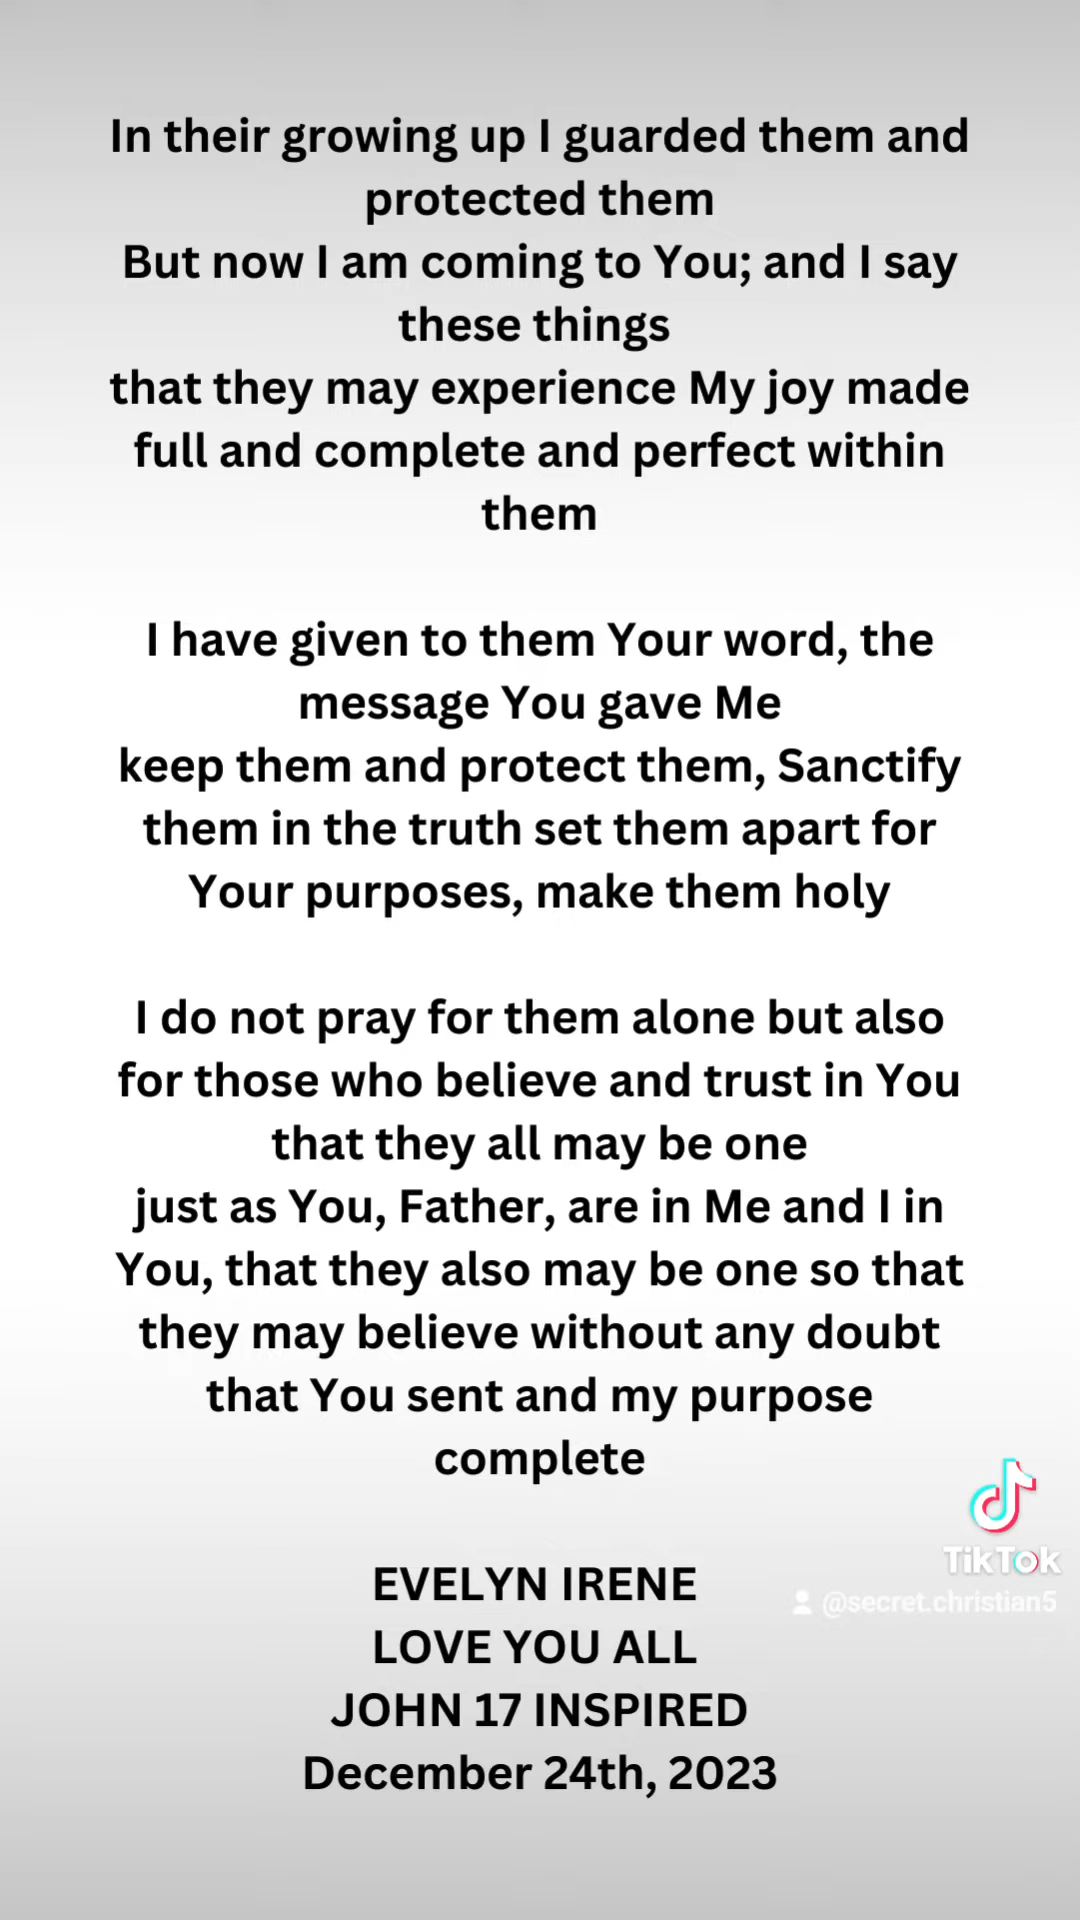 In their growing up I guarded them and
protected them
But now I am coming to You; and I say
these things
that they may experience My joy made
full and complete and perfect within
them
I have given to them Your word, the
message You gave Me
keep them and protect them, Sanctify
them in the truth set them apart for
Your purposes, make them holy
I do not pray for them alone but also
for those who believe and trust in You
that they all may be one
just as You, Father, are in Me and I in
You, that they also may be one so that
they may believe without any doubt
that You sent and my purpose
complete
TikTok
@secret.christian5
EVELYN IRENE
LOVE YOU ALL
JOHN 17 INSPIRED
December 24th, 2023